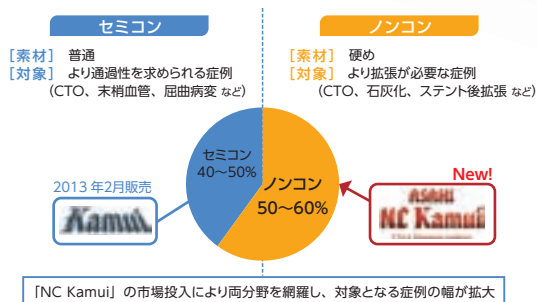 セミコン
[素材] 普通
[対象] より通過性を求められる症例
(CTO、末梢血管、屈曲病変 など)
ノンコン
[素材] 硬め
[対象] より拡張が必要な症例
(CTO、石灰化、ステント後拡張 など)
セミコン
40〜50%
ノンコン
50〜60%
2013年2月販売
Kamui
New!
ASAHI
NC Kamui
「NC Kamui」の市場投入により両分野を網羅し、対象となる症例の幅が拡大